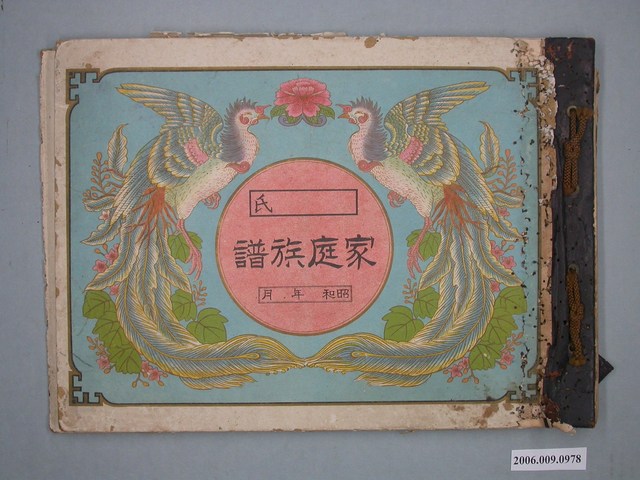 氏
家庭族譜
昭和 年 月
2006.009.0978